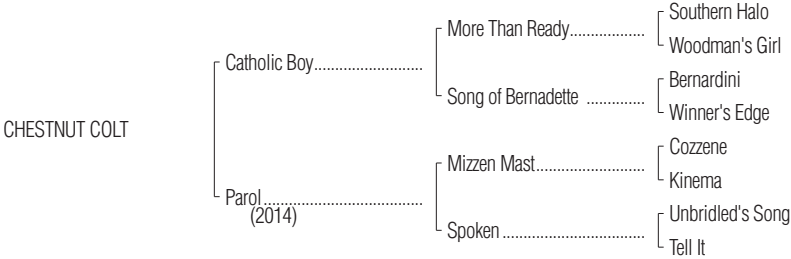 Southern Halo
More Than Ready..................
Woodman's Girl
Catholic Boy..........................
Bernardini
Song of Bernadette ..............
Winner's Edge
CHESTNUT COLT
Cozzene
Mizzen Mast..........................
Kinema
Parol......................................
(2014)
Unbridled's Song
Spoken ..................................
Tell It